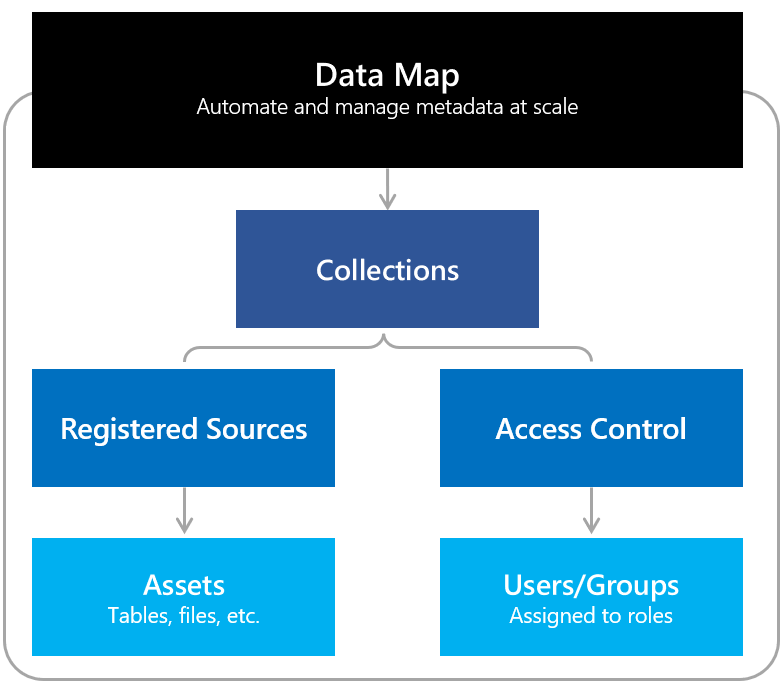 Data Map
Automate and manage metadata at scale
Collections
Registered Sources
Access Control
Assets
Tables, files, etc.
Users/Groups
Assigned to roles